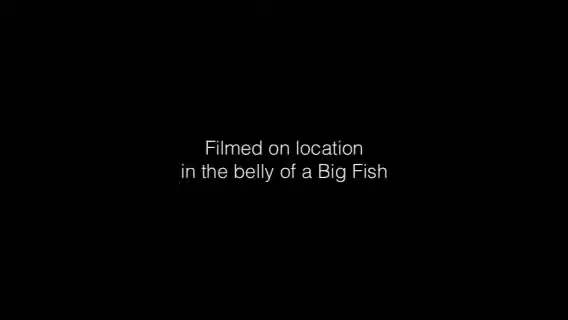 Filmed on location
in the belly of a Big Fish